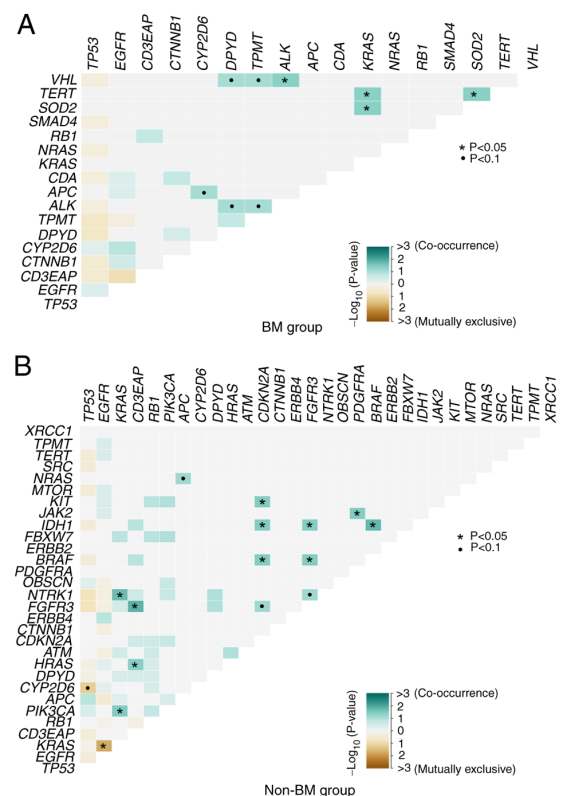 A
TP53 EGFR CD3EAP CTNNB1 CYP2D6 DPYD TPMT ALK APC CDA KRAS NRAS RB1 SMAD4 SOD2 TERT VHL
VHL
TERT
SOD2
SMAD4
RB1
NRAS
KRAS
CDA
APC
ALK
TPMT
DPYD
CYP2D6
CTNNB1
CD3EAP
EGFR
TP53
* P<0.05
• P<0.1
−Log10 (P-value)
>3 (Co-occurrence)
2
1
0
1
2
>3 (Mutually exclusive)
BM group
B
TP53 EGFR KRAS CD3EAP RB1 PIK3CA APC CYP2D6 DPYD HRAS ATM CDKN2A CTNNB1 ERBB4 FGFR3 NTRK1 OBSCN PDGFRA BRAF ERBB2 FBXW7 IDH1 JAK2 KIT MTOR NRAS SRC TERT TPMT XRCC1
XRCC1
TPMT
TERT
SRC
NRAS
MTOR
KIT
JAK2
IDH1
FBXW7
ERBB2
BRAF
PDGFRA
OBSCN
NTRK1
FGFR3
ERBB4
CTNNB1
CDKN2A
ATM
HRAS
DPYD
CYP2D6
APC
PIK3CA
RB1
CD3EAP
KRAS
EGFR
TP53
* P<0.05
• P<0.1
−Log10 (P-value)
>3 (Co-occurrence)
2
1
0
1
2
>3 (Mutually exclusive)
Non-BM group